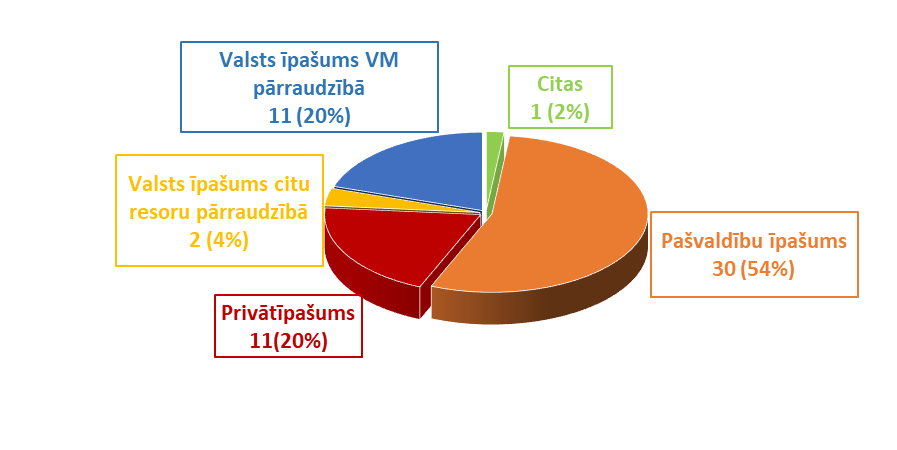 Valsts īpašums VM
pārraudzībā
11 (20%)
Citas
1 (2%)
Valsts īpašums citu
resoru pārraudzībā
2 (4%)
Pašvaldību īpašums
30 (54%)
Privātīpašums
11(20%)